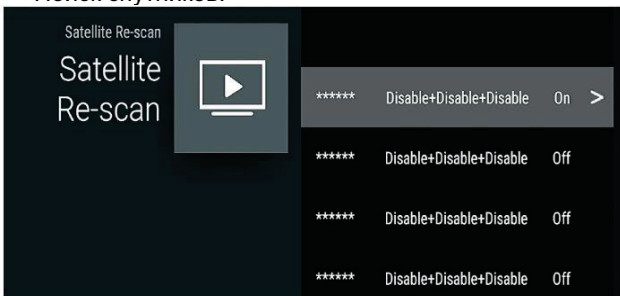 Satellite Re-scan
Satellite
Re-scan
****** Disable+Disable+Disable On >
****** Disable+Disable+Disable Off
****** Disable+Disable+Disable Off
****** Disable+Disable+Disable Off